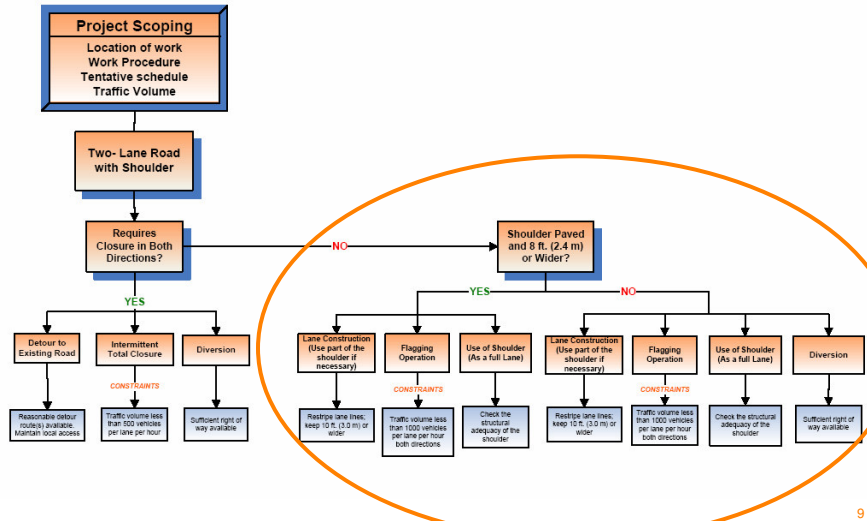 Project Scoping
Location of work
Work Procedure
Tentative schedule
Traffic Volume
Two- Lane Road
with Shoulder
Requires
Closure in Both
Directions?
NO
Shoulder Paved
and 8 ft. (2.4 m)
or Wider?
YES
YES
NO
Detour to
Existing Road
Intermittent
Total Closure
Diversion
Lane Construction
(Use part of the
shoulder if
necessary)
Flagging
Operation
Use of Shoulder
(As a full Lane)
Lane Construction
(Use part of the
shoulder if
necessary)
Flagging
Operation
Use of Shoulder
(As a full Lane)
Diversion
CONSTRAINTS
CONSTRAINTS
CONSTRAINTS
Reasonable detour
route(s) available,
Maintain local access
Traffic volume less
than 500 vehicles
per lane per hour
Sufficient right of
way available
Restripe lane lines;
keep 10 ft. (3.0 m) or
wider
Traffic volume less
than 1000 vehicles
per lane per hour
both directions
Check the
structural
adequacy of the
shoulder
Restripe lane lines;
keep 10 ft. (3.0 m) or
wider
Traffic volume less
than 1000 vehicles
per lane per hour
both directions
Check the structural
adequacy of the
shoulder
Sufficient right of
way available
9